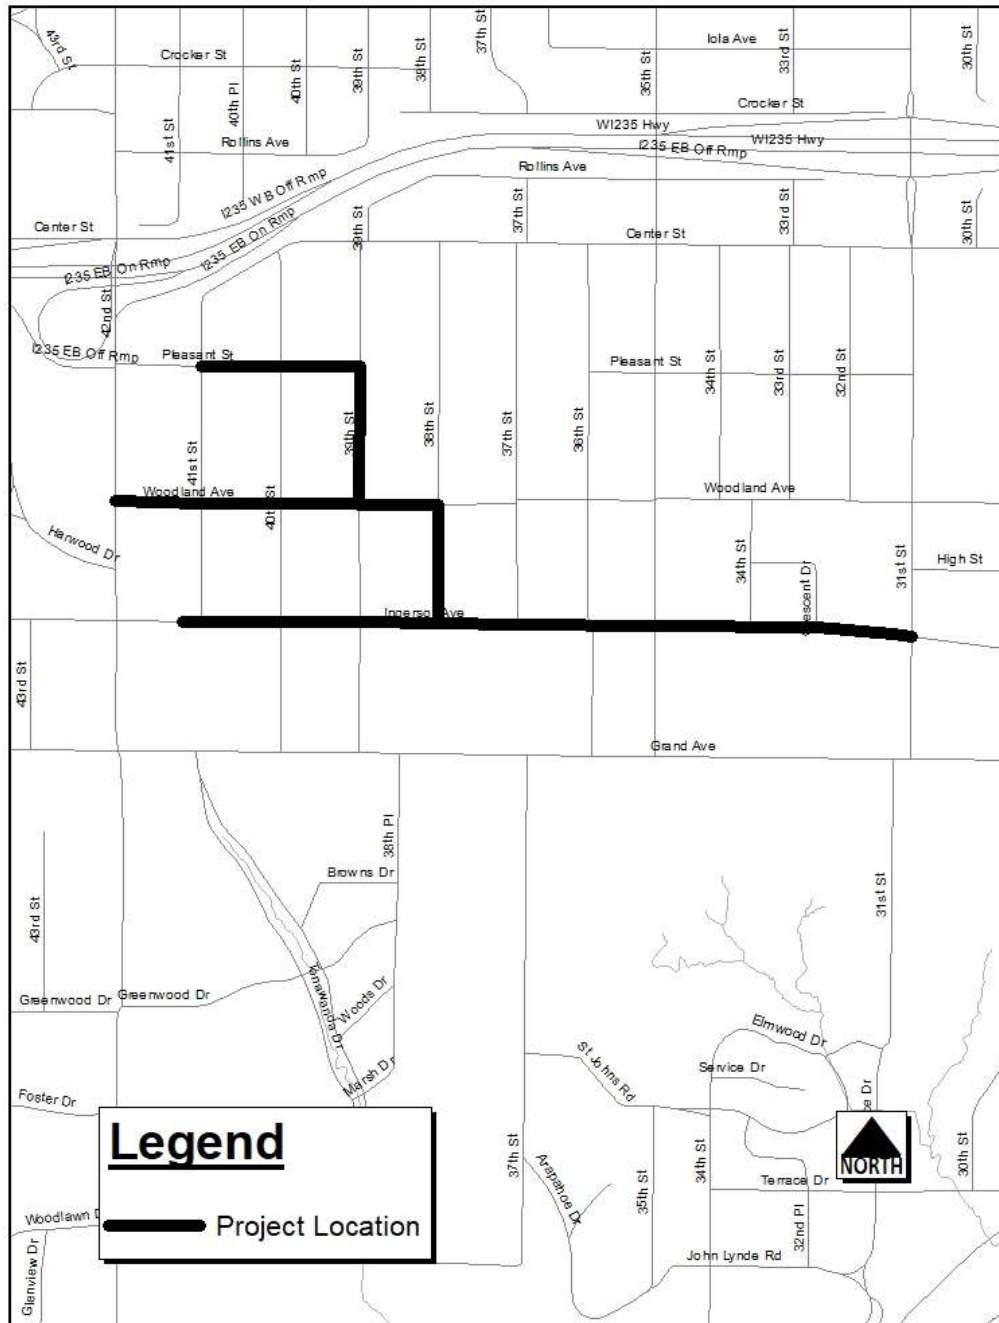 43rd St
Crocker St
40th Pl
40th St
39th St
38th St
37th St
Iola Ave
35th St
33rd St
30th St
Crocker St
WI235 Hwy
WI235 Hwy
I235 EB Off Rmp
41st St
Rollins Ave
Rollins Ave
I235 WB Off Rmp
I235 EB On Rmp
Center St
39th St
37th St
Center St
33rd St
30th St
I235 EB On Rmp
42nd St
I235 EB Off Rmp
Pleasant St
Pleasant St
34th St
33rd St
32nd St
41st St
39th St
38th St
37th St
36th St
Woodland Ave
40th St
Woodland Ave
Harwood Dr
34th St
31st St
High St
Ingersol Ave
43rd St
Grand Ave
38th Pl
Browns Dr
31st St
43rd St
Greenwood Dr
Greenwood Dr
Tonawanda Dr
Woods Dr
Marsh Dr
St Johns Rd
Elmwood Dr
Service Dr
Foster Dr
Legend
Project Location
37th St
Arapahoe Dr
35th St
34th St
NORTH
30th St
Terrace Dr
32nd Pl
Woodlawn
Glenview Dr
John Lynde Rd